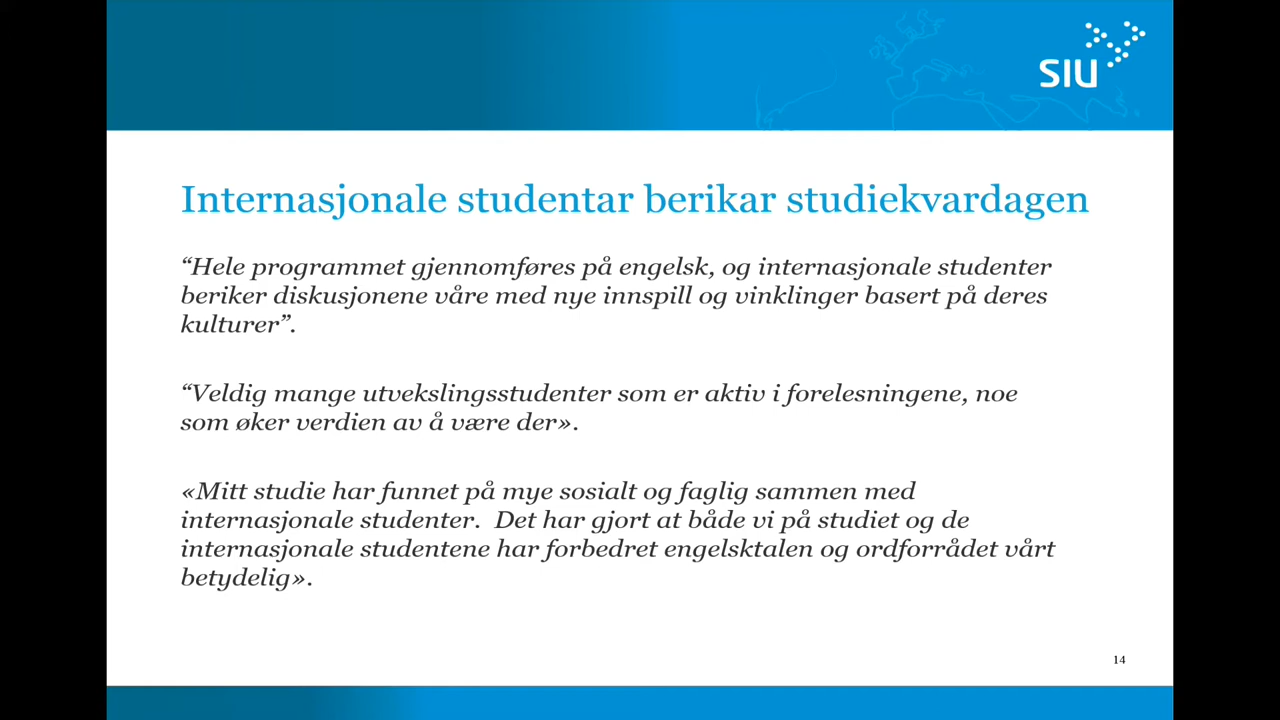 SIU
Internasjonale studentar berikar studiekvardagen
“Hele programmet gjennomføres på engelsk, og internasjonale studenter
beriker diskusjonene våre med nye innspill og vinklinger basert på deres
kulturer”.
“Veldig mange utvekslingsstudenter som er aktiv i forelesningene, noe
som øker verdien av å være der».
«Mitt studie har funnet på mye sosialt og faglig sammen med
internasjonale studenter.  Det har gjort at både vi på studiet og de
internasjonale studentene har forbedret engelsktalen og ordforrådet vårt
betydelig».
14